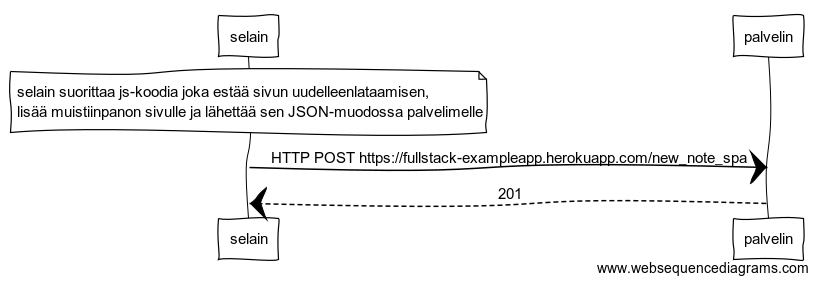 selain
palvelin
selain suorittaa js-koodia joka estää sivun uudelleenlataamisen,
lisää muistiinpanon sivulle ja lähettää sen JSON-muodossa palvelimelle
HTTP POST https://fullstack-exampleapp.herokuapp.com/new_note_spa
201
selain
palvelin
www.websequencediagrams.com